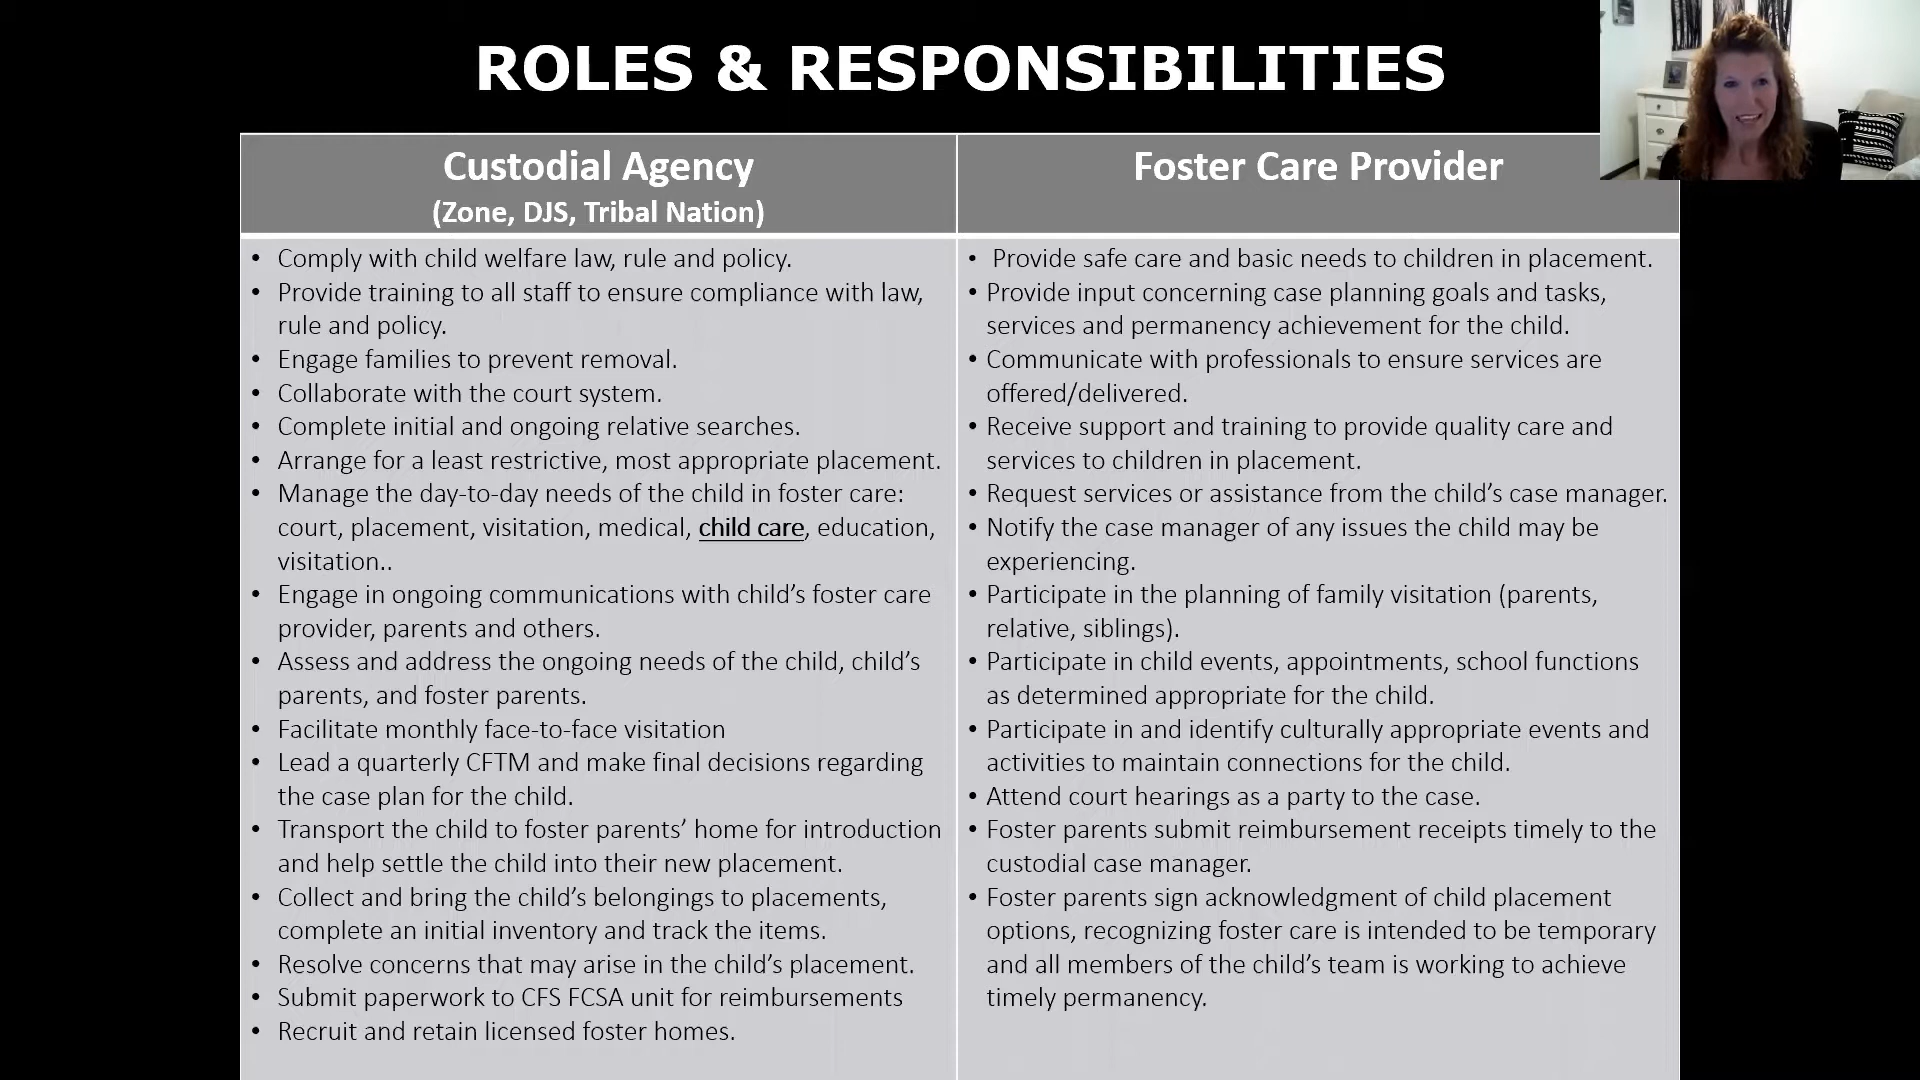 ROLES & RESPONSIBILITIES
Custodial Agency
(Zone, DJS, Tribal Nation)
• Comply with child welfare law, rule and policy.
• Provide training to all staff to ensure compliance with law,
rule and policy.
• Engage families to prevent removal.
• Collaborate with the court system.
• Complete initial and ongoing relative searches.
• Arrange for a least restrictive, most appropriate placement.
• Manage the day-to-day needs of the child in foster care:
court, placement, visitation, medical, child care, education,
visitation..
• Engage in ongoing communications with child’s foster care
provider, parents and others.
• Assess and address the ongoing needs of the child, child’s
parents, and foster parents.
• Facilitate monthly face-to-face visitation
• Lead a quarterly CFTM and make final decisions regarding
the case plan for the child.
• Transport the child to foster parents’ home for introduction
and help settle the child into their new placement.
• Collect and bring the child’s belongings to placements,
complete an initial inventory and track the items.
• Resolve concerns that may arise in the child’s placement.
• Submit paperwork to CFS FCSA unit for reimbursements
• Recruit and retain licensed foster homes.
Foster Care Provider
• Provide safe care and basic needs to children in placement.
• Provide input concerning case planning goals and tasks,
services and permanency achievement for the child.
• Communicate with professionals to ensure services are
offered/delivered.
• Receive support and training to provide quality care and
services to children in placement.
• Request services or assistance from the child’s case manager.
• Notify the case manager of any issues the child may be
experiencing.
• Participate in the planning of family visitation (parents,
relative, siblings).
• Participate in child events, appointments, school functions
as determined appropriate for the child.
• Participate in and identify culturally appropriate events and
activities to maintain connections for the child.
• Attend court hearings as a party to the case.
• Foster parents submit reimbursement receipts timely to the
custodial case manager.
• Foster parents sign acknowledgment of child placement
options, recognizing foster care is intended to be temporary
and all members of the child’s team is working to achieve
timely permanency.